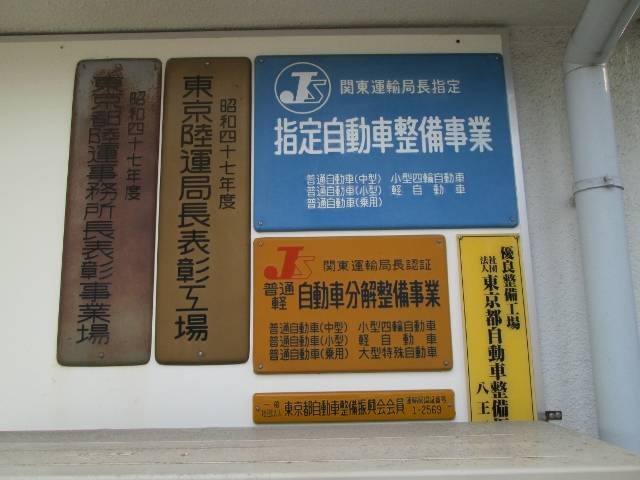 昭和四十七年度
東京都陸運事務所長表彰事業場
昭和四十七年度
東京陸運局長表彰工場
JS
関東運輸局長指定
指定自動車整備事業
普通自動車(中型) 小型四輪自動車
普通自動車(小型) 軽自動車
普通自動車(乗用)
JS
関東運輸局長認証
普通
軽
自動車分解整備事業
普通自動車(中型) 小型四輪自動車
普通自動車(小型) 軽自動車
普通自動車(乗用) 大型特殊自動車
一般社団法人 東京都自動車整備振興会会員
1-2569
優良整備工場
社団法人 東京都自動車整備
八王